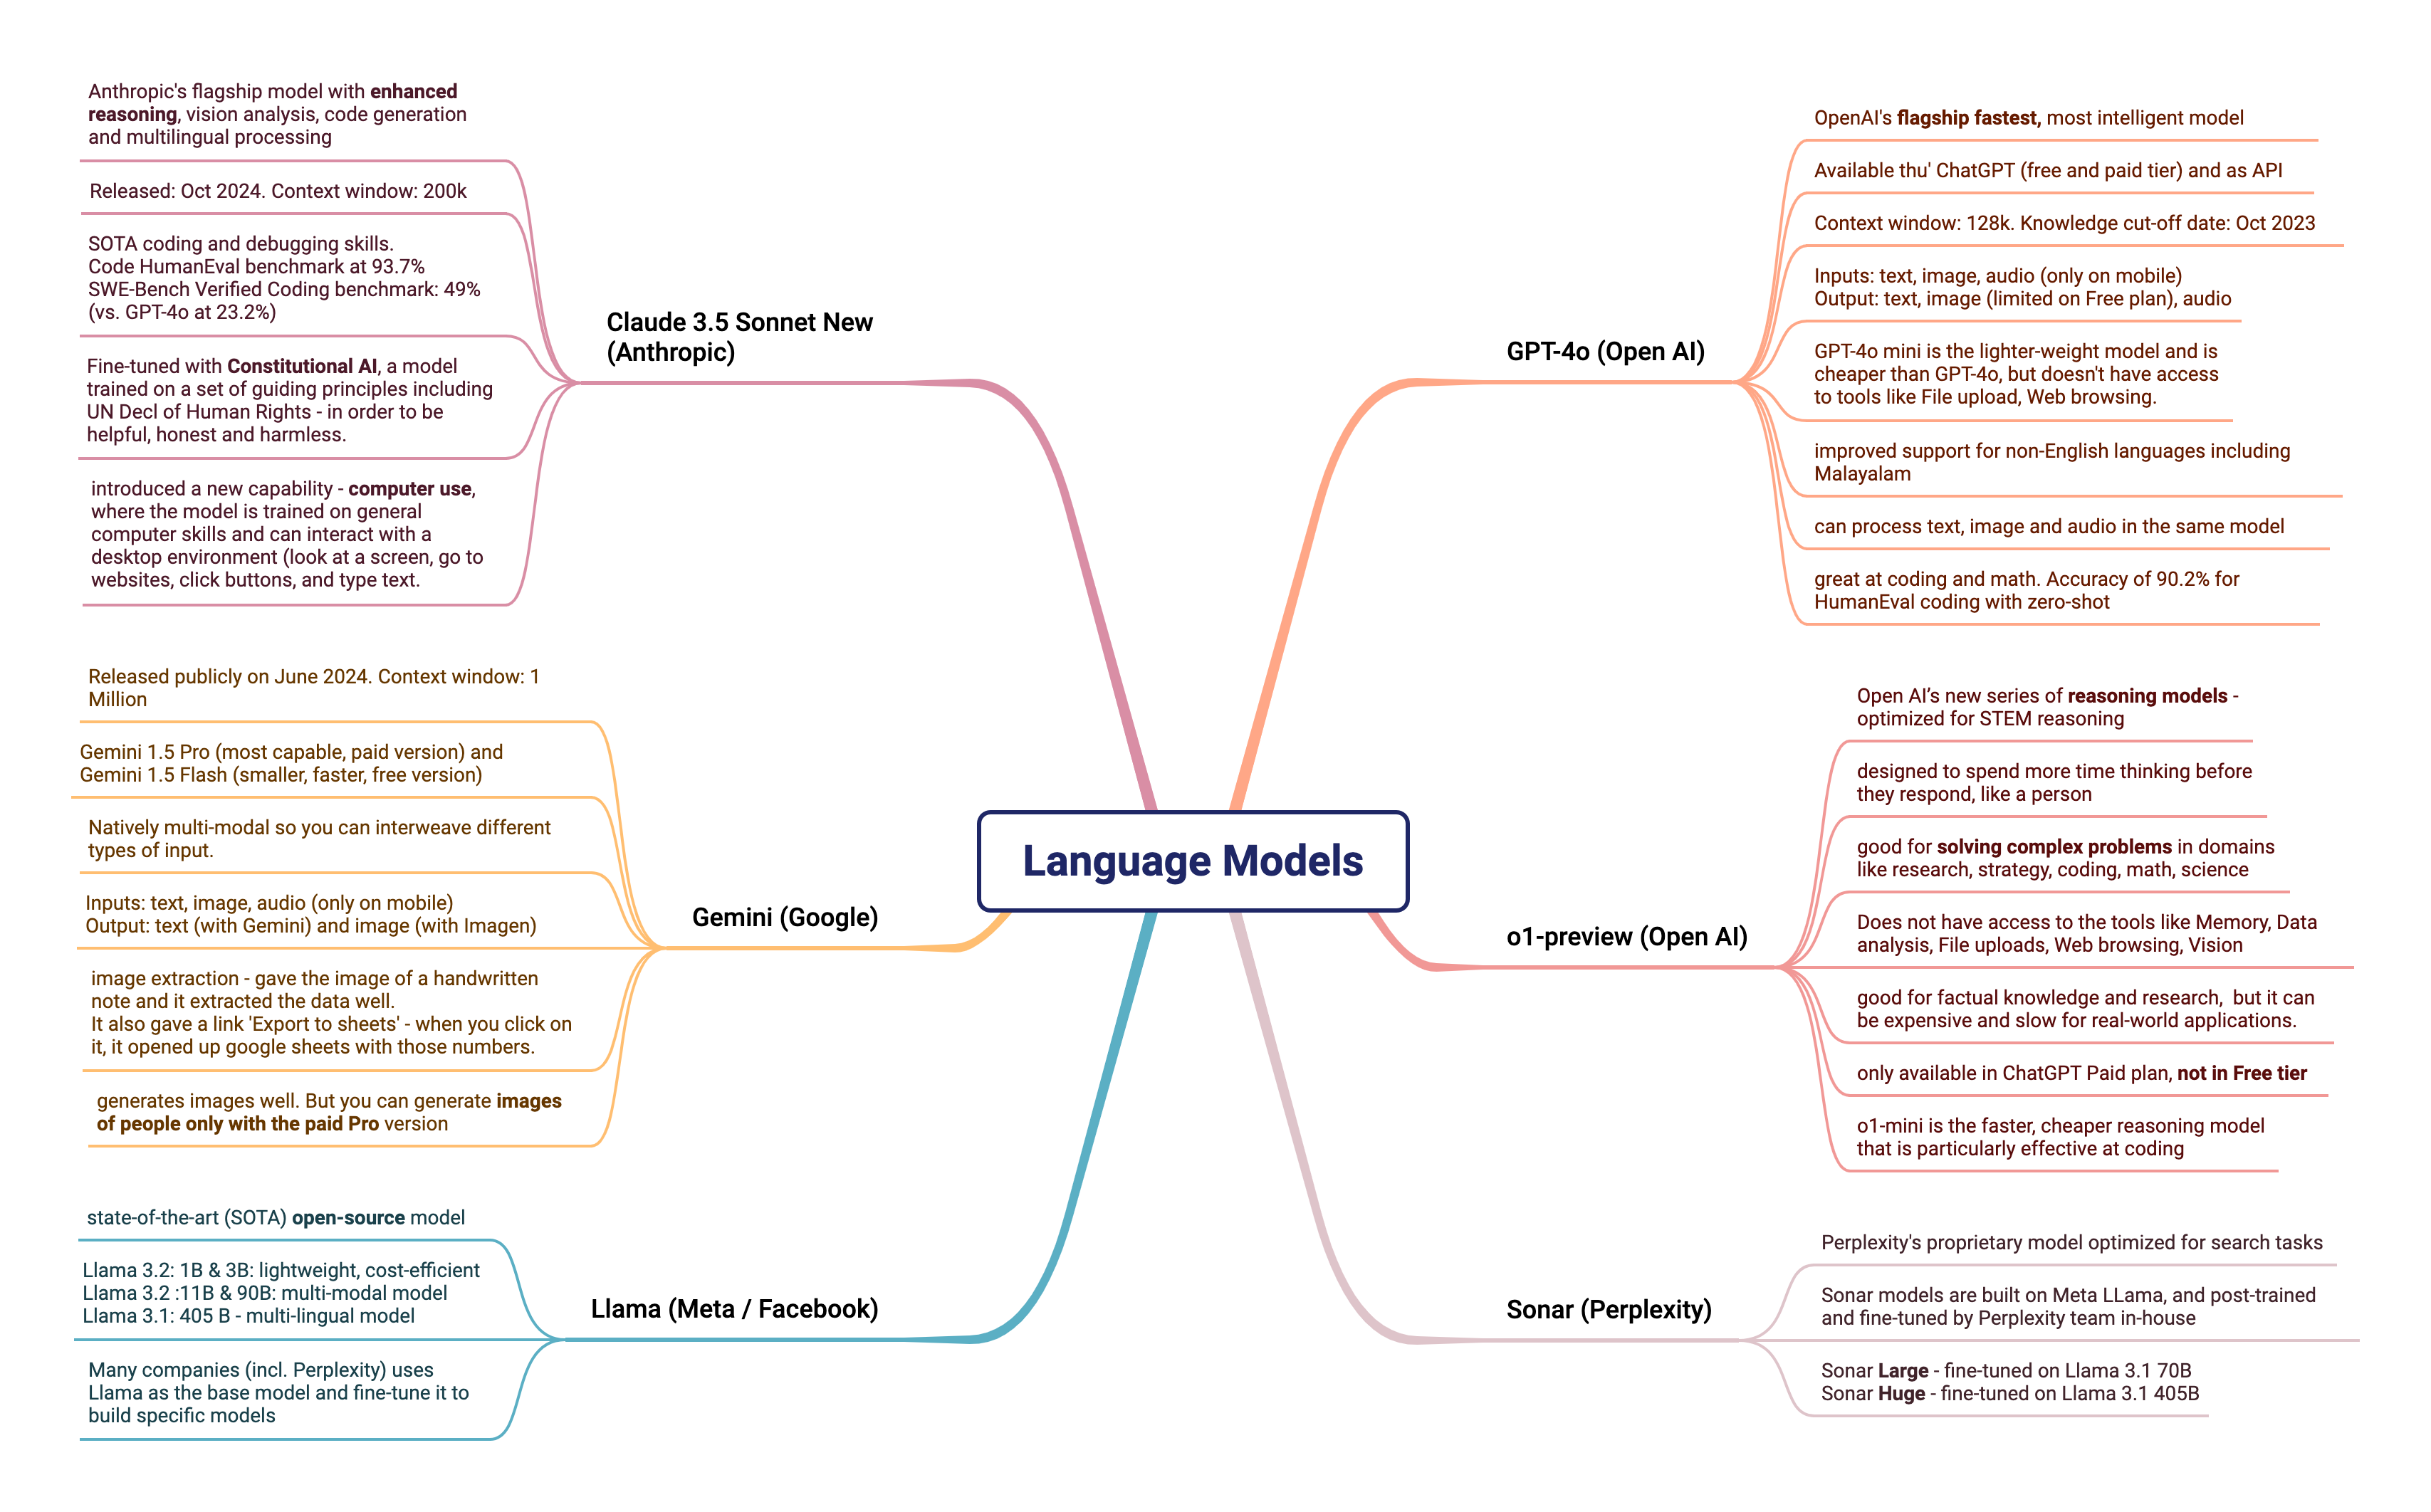 Language Models
Claude 3.5 Sonnet New
(Anthropic)
Anthropic's flagship model with enhanced
reasoning, vision analysis, code generation
and multilingual processing
Released: Oct 2024. Context window: 200k
SOTA coding and debugging skills.
Code HumanEval benchmark at 93.7%
SWE-Bench Verified Coding benchmark: 49%
(vs. GPT-4o at 23.2%)
Fine-tuned with Constitutional AI, a model
trained on a set of guiding principles including
UN Decl of Human Rights - in order to be
helpful, honest and harmless.
introduced a new capability - computer use,
where the model is trained on general
computer skills and can interact with a
desktop environment (look at a screen, go to
websites, click buttons, and type text.
Gemini (Google)
Released publicly on June 2024. Context window: 1
Million
Gemini 1.5 Pro (most capable, paid version) and
Gemini 1.5 Flash (smaller, faster, free version)
Natively multi-modal so you can interweave different
types of input.
Inputs: text, image, audio (only on mobile)
Output: text (with Gemini) and image (with Imagen)
image extraction - gave the image of a handwritten
note and it extracted the data well.
It also gave a link 'Export to sheets' - when you click on
it, it opened up google sheets with those numbers.
generates images well. But you can generate images
of people only with the paid Pro version
Llama (Meta / Facebook)
state-of-the-art (SOTA) open-source model
Llama 3.2: 1B & 3B: lightweight, cost-efficient
Llama 3.2 :11B & 90B: multi-modal model
Llama 3.1: 405 B - multi-lingual model
Many companies (incl. Perplexity) uses
Llama as the base model and fine-tune it to
build specific models
GPT-4o (Open AI)
OpenAI's flagship fastest, most intelligent model
Available thu' ChatGPT (free and paid tier) and as API
Context window: 128k. Knowledge cut-off date: Oct 2023
Inputs: text, image, audio (only on mobile)
Output: text, image (limited on Free plan), audio
GPT-4o mini is the lighter-weight model and is
cheaper than GPT-4o, but doesn't have access
to tools like File upload, Web browsing.
improved support for non-English languages including
Malayalam
can process text, image and audio in the same model
great at coding and math. Accuracy of 90.2% for
HumanEval coding with zero-shot
o1-preview (Open AI)
Open AI’s new series of reasoning models -
optimized for STEM reasoning
designed to spend more time thinking before
they respond, like a person
good for solving complex problems in domains
like research, strategy, coding, math, science
Does not have access to the tools like Memory, Data
analysis, File uploads, Web browsing, Vision
good for factual knowledge and research,  but it can
be expensive and slow for real-world applications.
only available in ChatGPT Paid plan, not in Free tier
o1-mini is the faster, cheaper reasoning model
that is particularly effective at coding
Sonar (Perplexity)
Perplexity's proprietary model optimized for search tasks
Sonar models are built on Meta LLama, and post-trained
and fine-tuned by Perplexity team in-house
Sonar Large - fine-tuned on Llama 3.1 70B
Sonar Huge - fine-tuned on Llama 3.1 405B